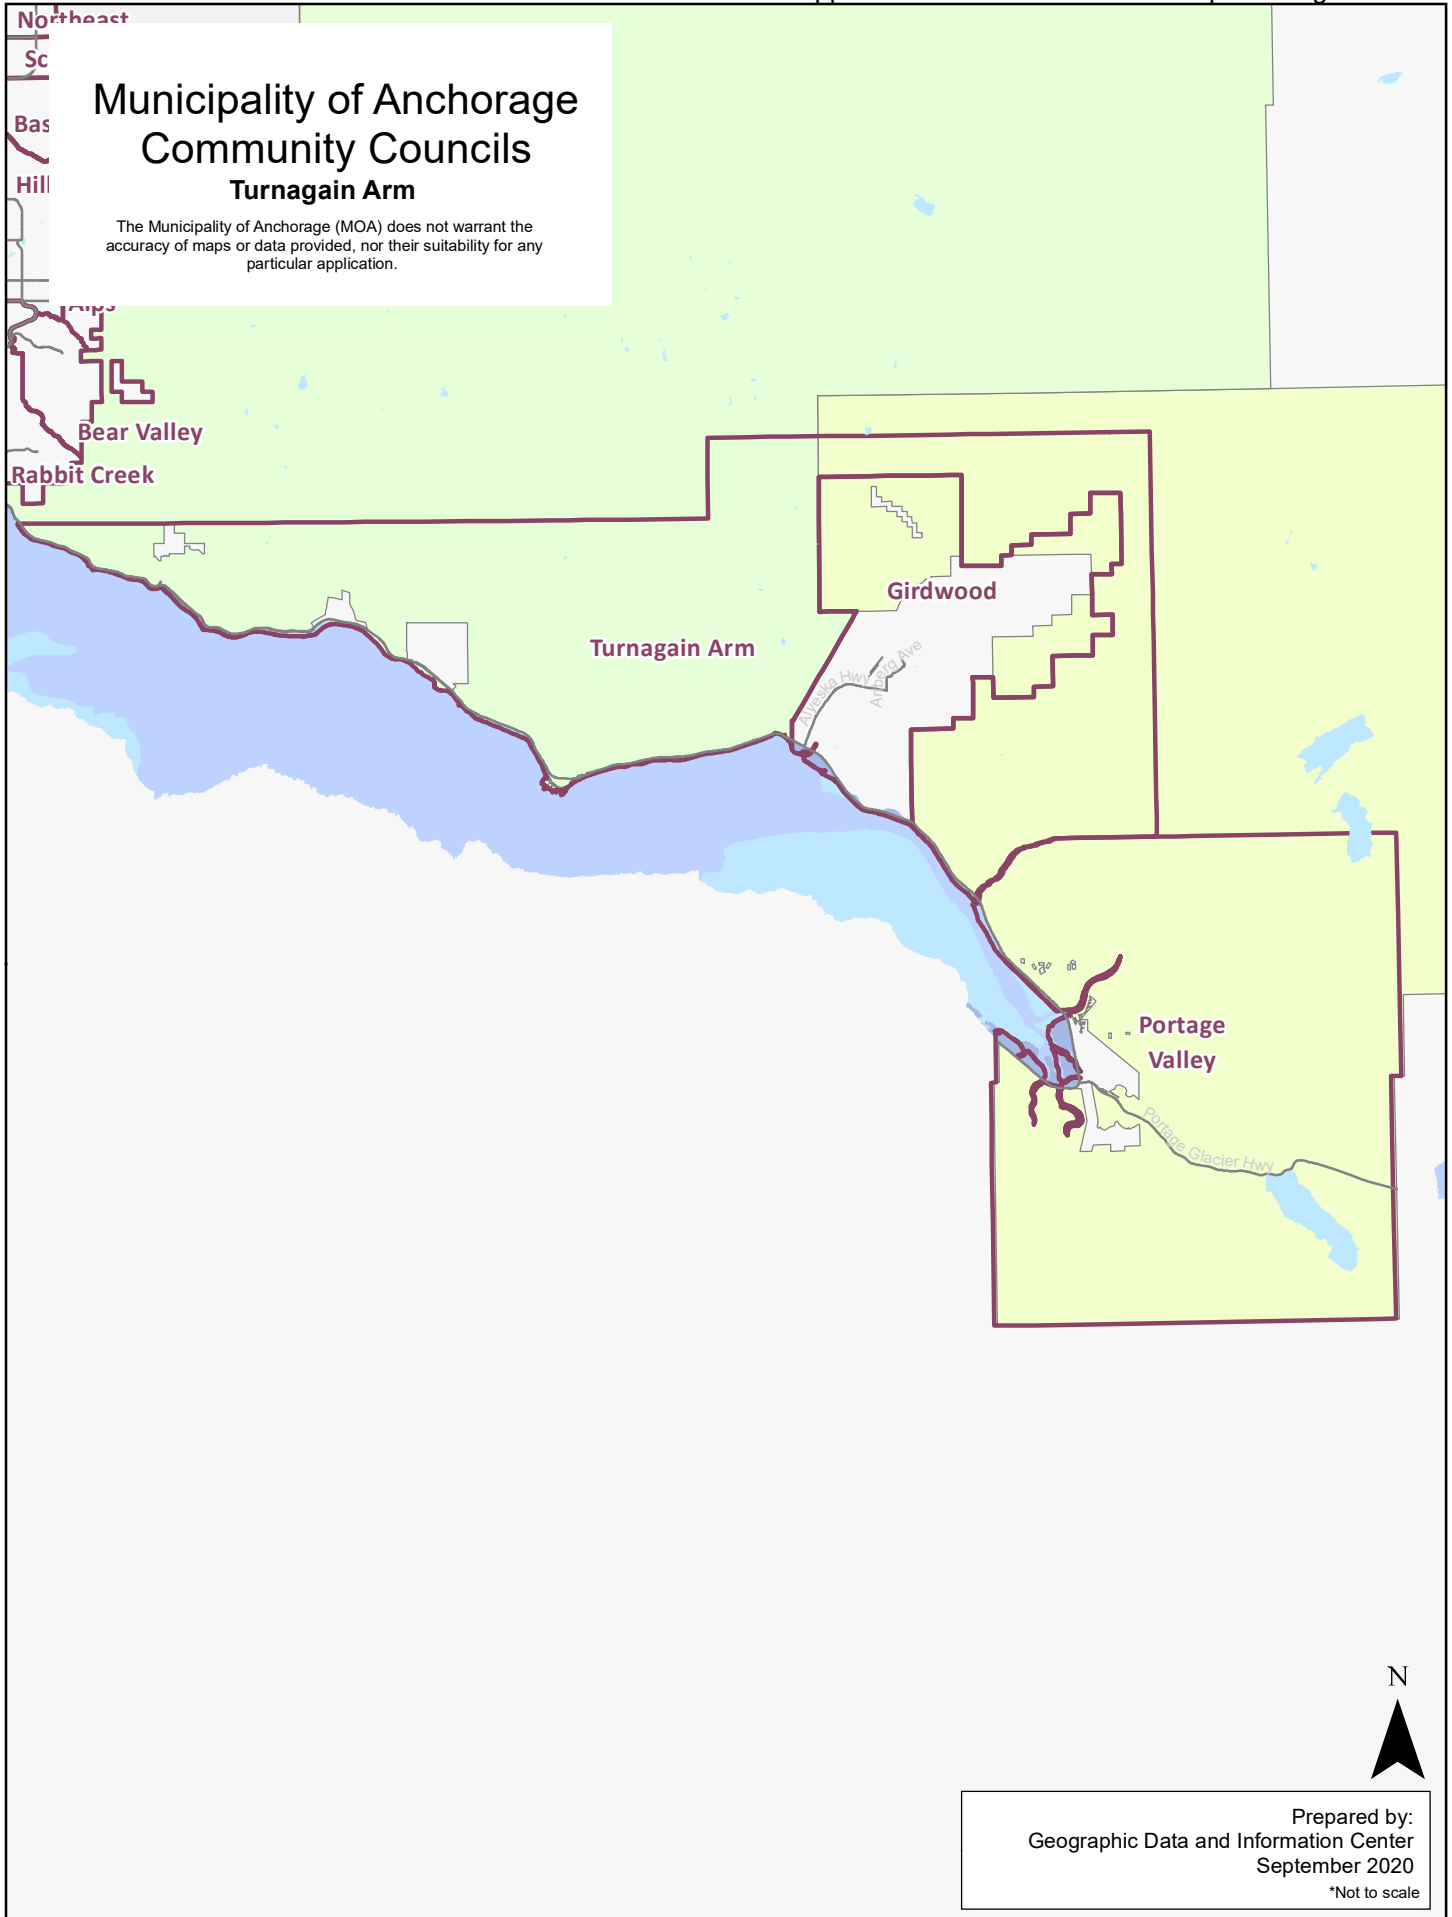 Northeast
Municipality of Anchorage
Community Councils
Turnagain Arm
The Municipality of Anchorage (MOA) does not warrant the
accuracy of maps or data provided, nor their suitability for any
particular application.
Sc
Bas
Hill
Alps
Bear Valley
Rabbit Creek
Girdwood
Turnagain Arm
Alyeska Hwy
Arlberg Ave
Portage
Valley
Portage Glacier Hwy
N
Prepared by:
Geographic Data and Information Center
September 2020
*Not to scale